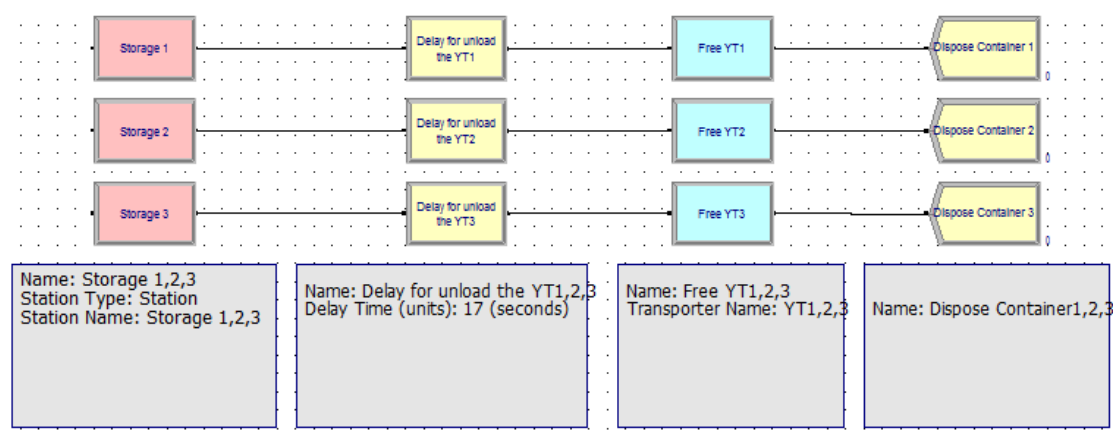 Storage 1
Delay for unload
the YT1
Free YT1
Dispose Container 1
0
Storage 2
Delay for unload
the YT2
Free YT2
Dispose Container 2
0
Storage 3
Delay for unload
the YT3
Free YT3
Dispose Container 3
0
Name: Storage 1,2,3
Station Type: Station
Station Name: Storage 1,2,3
Name: Delay for unload the YT1,2,3
Delay Time (units): 17 (seconds)
Name: Free YT1,2,3
Transporter Name: YT1,2,3
Name: Dispose Container1,2,3